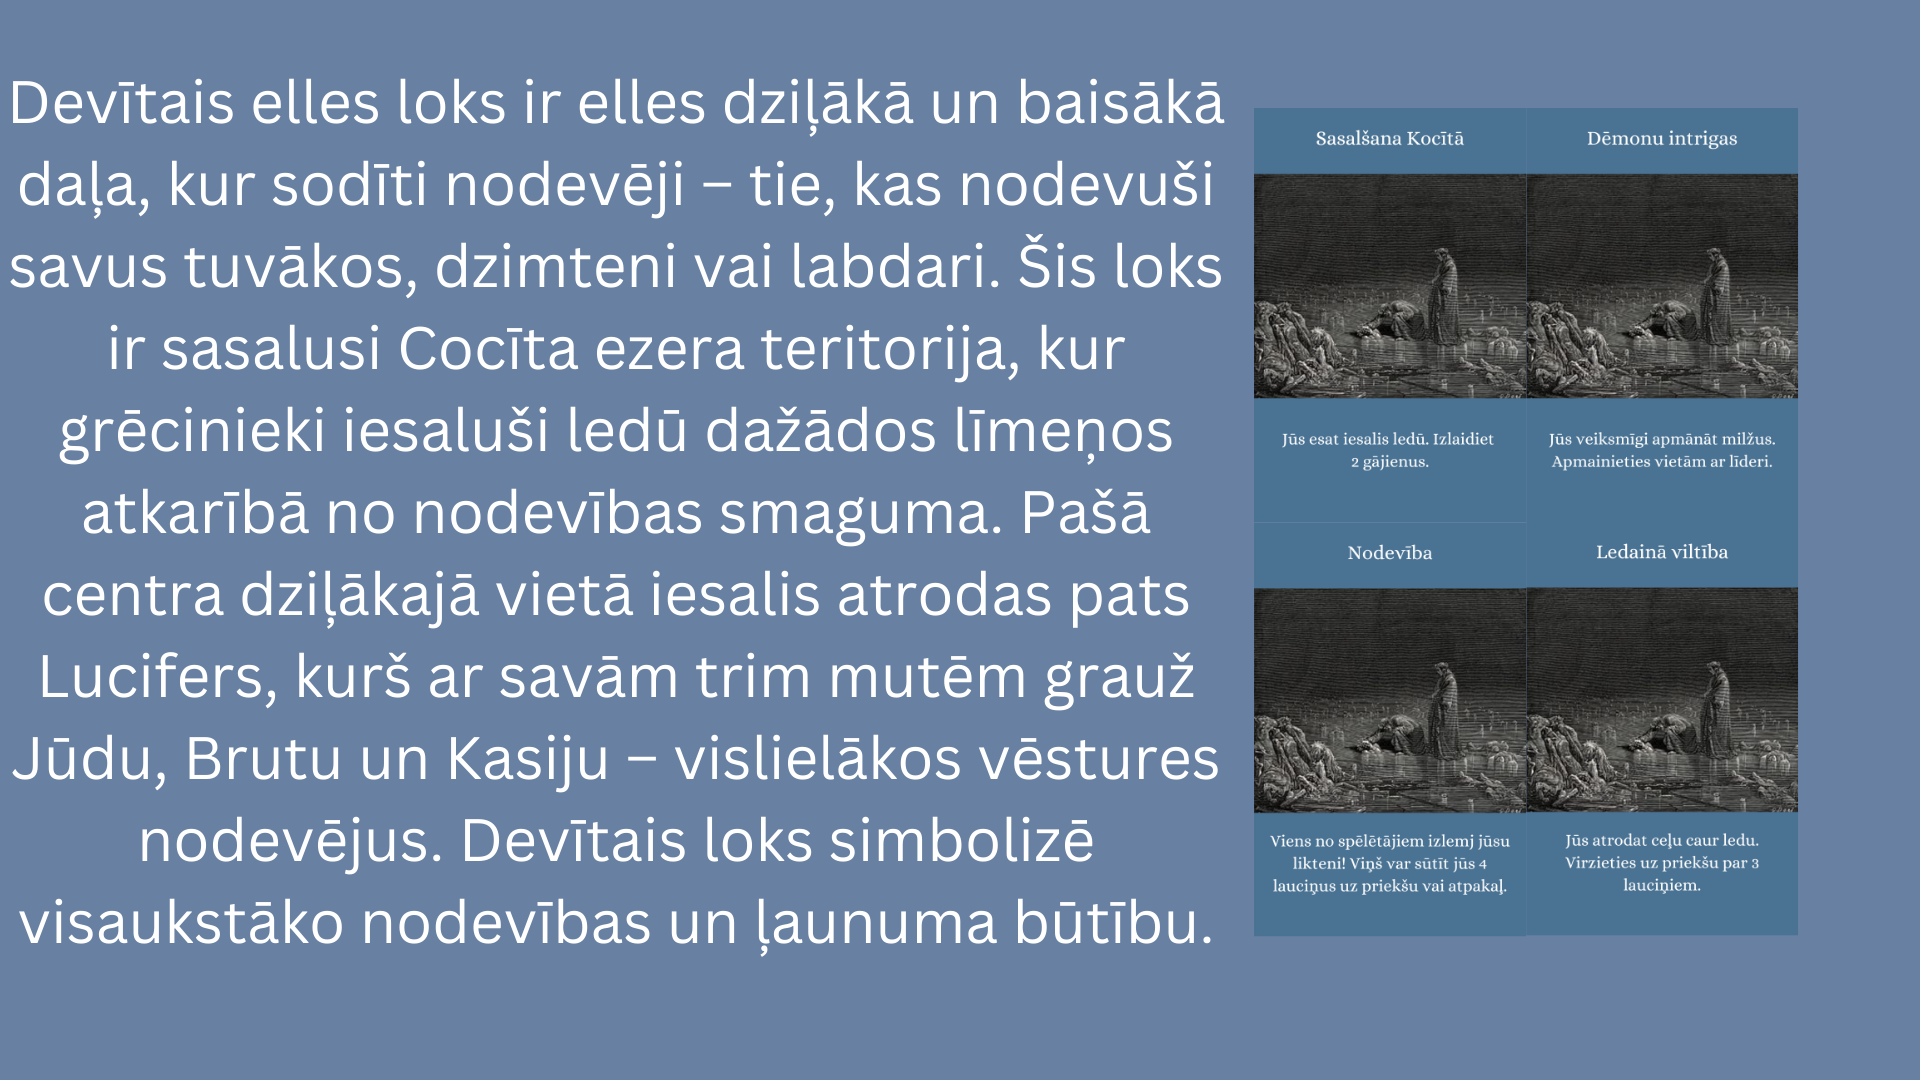 Devītais elles loks ir elles dziļākā un baisākā
daļa, kur sodīti nodevēji – tie, kas nodevuši
savus tuvākos, dzimteni vai labdari. Šis loks
ir sasalusi Cocīta ezera teritorija, kur
grēcinieki iesaluši ledū dažādos līmeņos
atkarībā no nodevības smaguma. Pašā
centra dziļākajā vietā iesalis atrodas pats
Lucifers, kurš ar savām trim mutēm grauž
Jūdu, Brutu un Kasiju – vislielākos vēstures
nodevējus. Devītais loks simbolizē
visaukstāko nodevības un ļaunuma būtību.
Sasalšana Kocītā
Jūs esat iesalis ledū. Izlaidiet
2 gājienus.
Dēmonu intrigas
Jūs veiksmīgi apmānāt milžus.
Apmainieties vietām ar līderi.
Nodevība
Viens no spēlētājiem izlemj jūsu
likteni! Viņš var sūtīt jūs 4
lauciņus uz priekšu vai atpakaļ.
Ledainā viltība
Jūs atrodat ceļu caur ledu.
Virzieties uz priekšu par 3
lauciņiem.